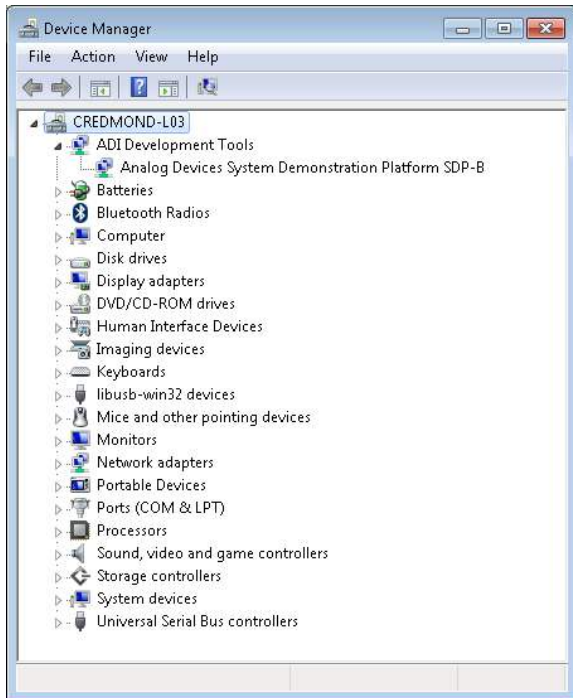 Device Manager
File Action View Help
CREDMOND-L03
ADI Development Tools
Analog Devices System Demonstration Platform SDP-B
Batteries
Bluetooth Radios
Computer
Disk drives
Display adapters
DVD/CD-ROM drives
Human Interface Devices
Imaging devices
Keyboards
libusb-win32 devices
Mice and other pointing devices
Monitors
Network adapters
Portable Devices
Ports (COM & LPT)
Processors
Sound, video and game controllers
Storage controllers
System devices
Universal Serial Bus controllers